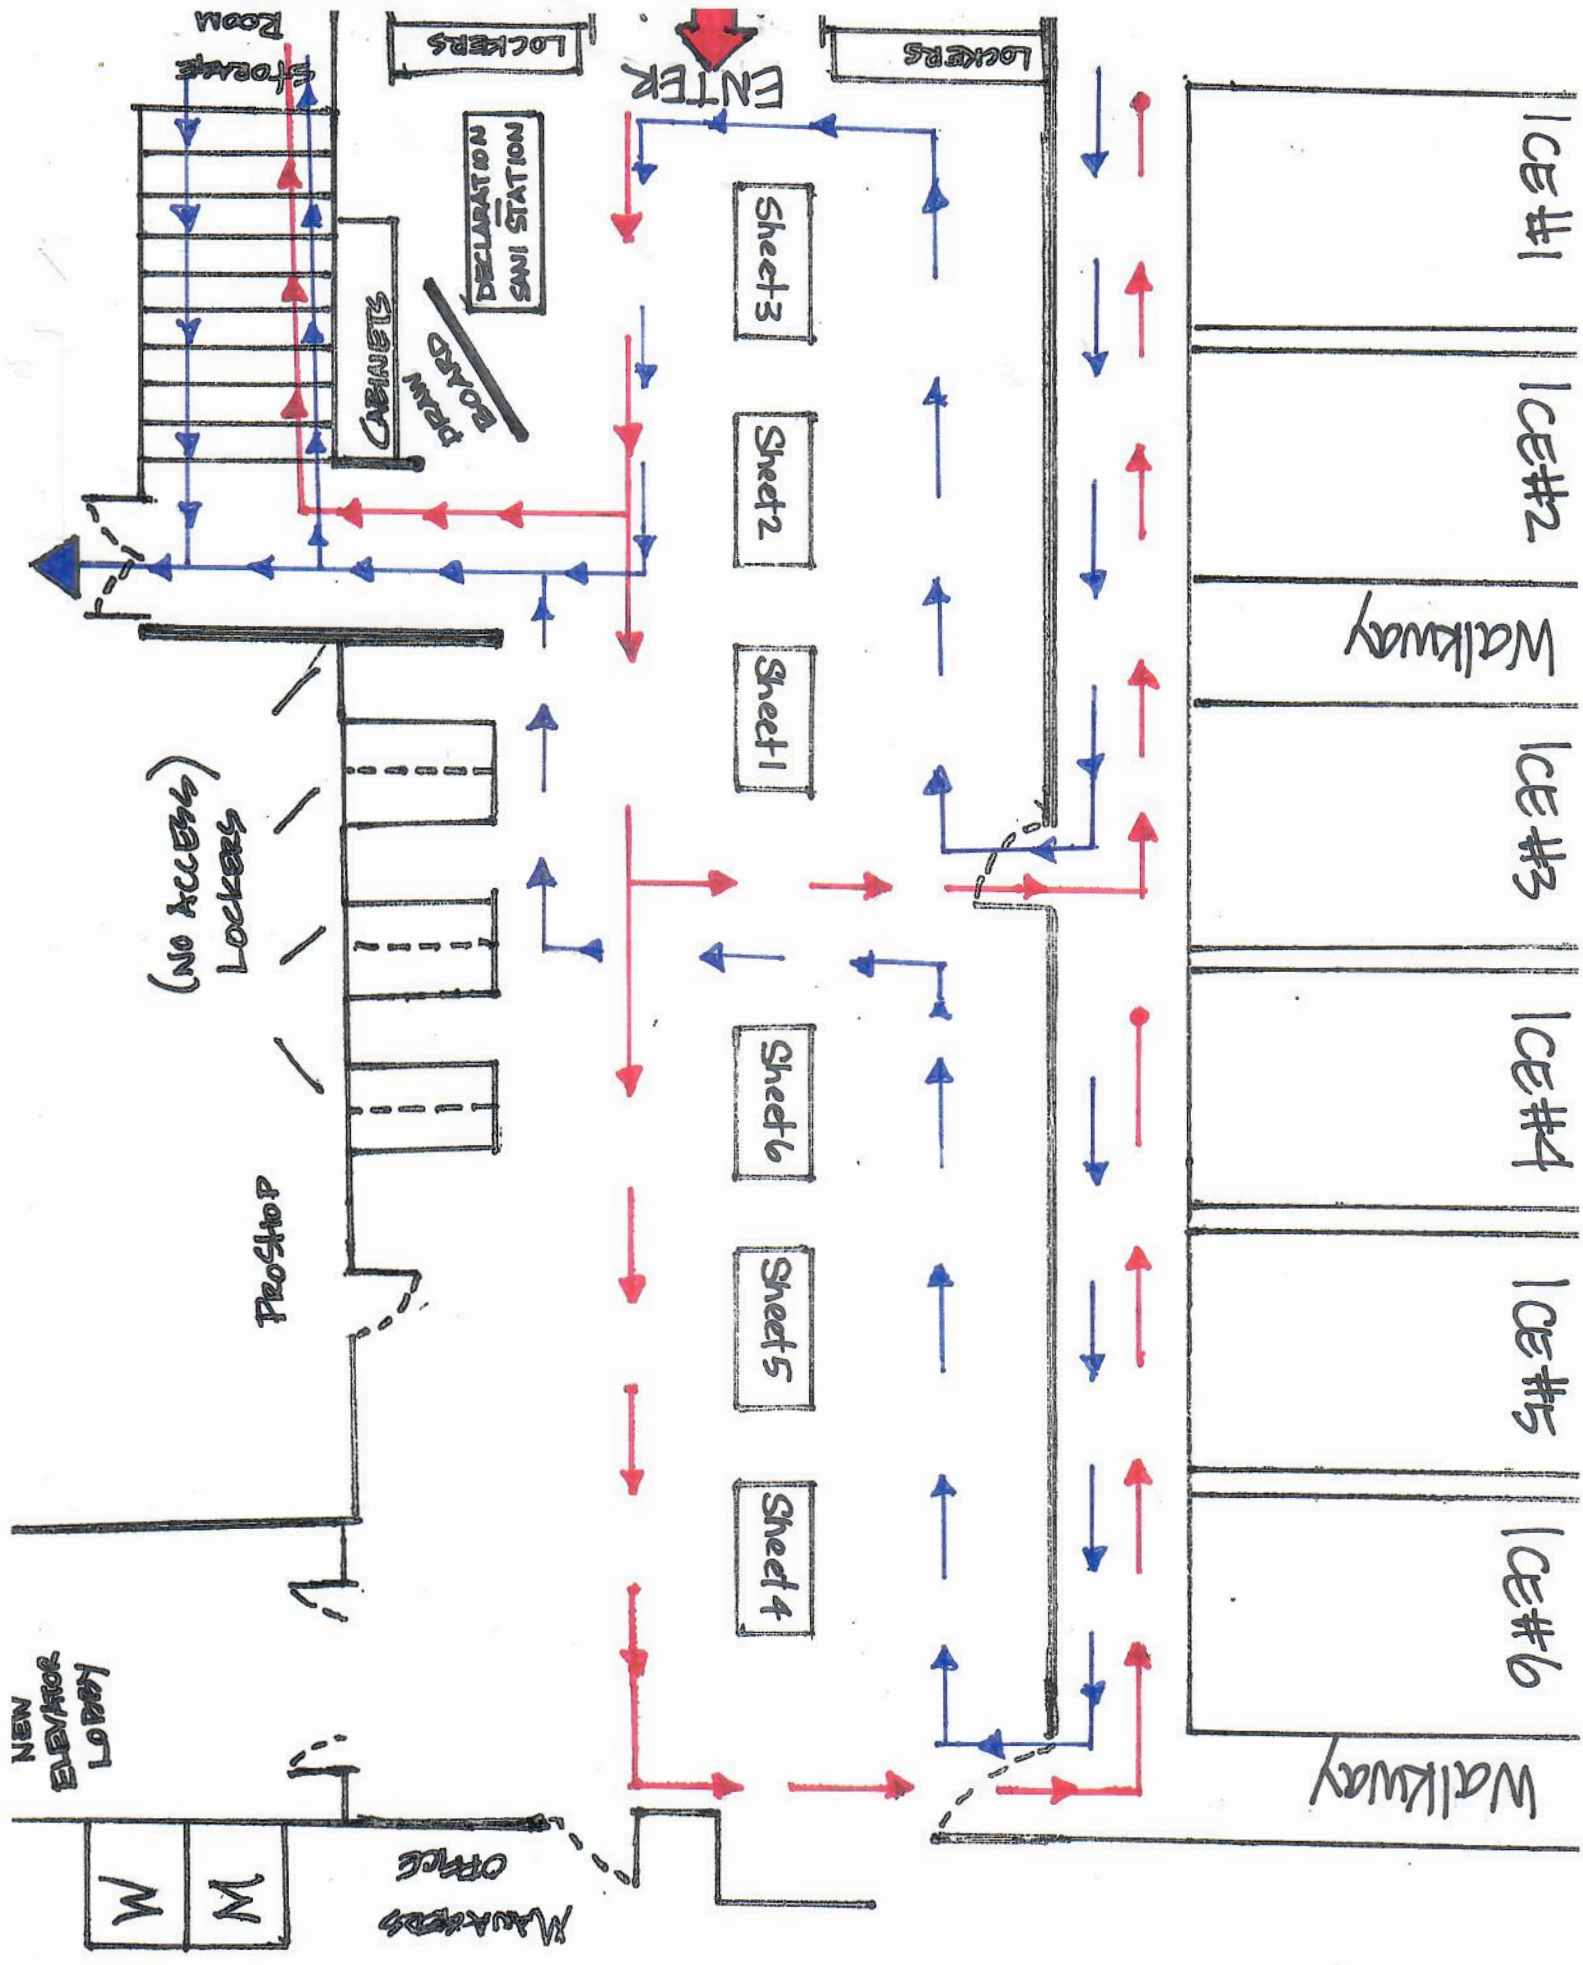 STORAGE
ROOM
LOCKERS
ENTER
LOCKERS
ICE #1
DECLARATION
SANI STATION
Sheet 3
CABINETS
DRAW
BOARD
Sheet 2
ICE #2
Walkway
Sheet 1
ICE #3
(NO ACCESS)
LOCKERS
Sheet 6
ICE #4
PROSHOP
Sheet 5
ICE #5
Sheet 4
ICE #6
NEW
ELEVATOR
LOBBY
Walkway
W
M
MANAGERS
OFFICE